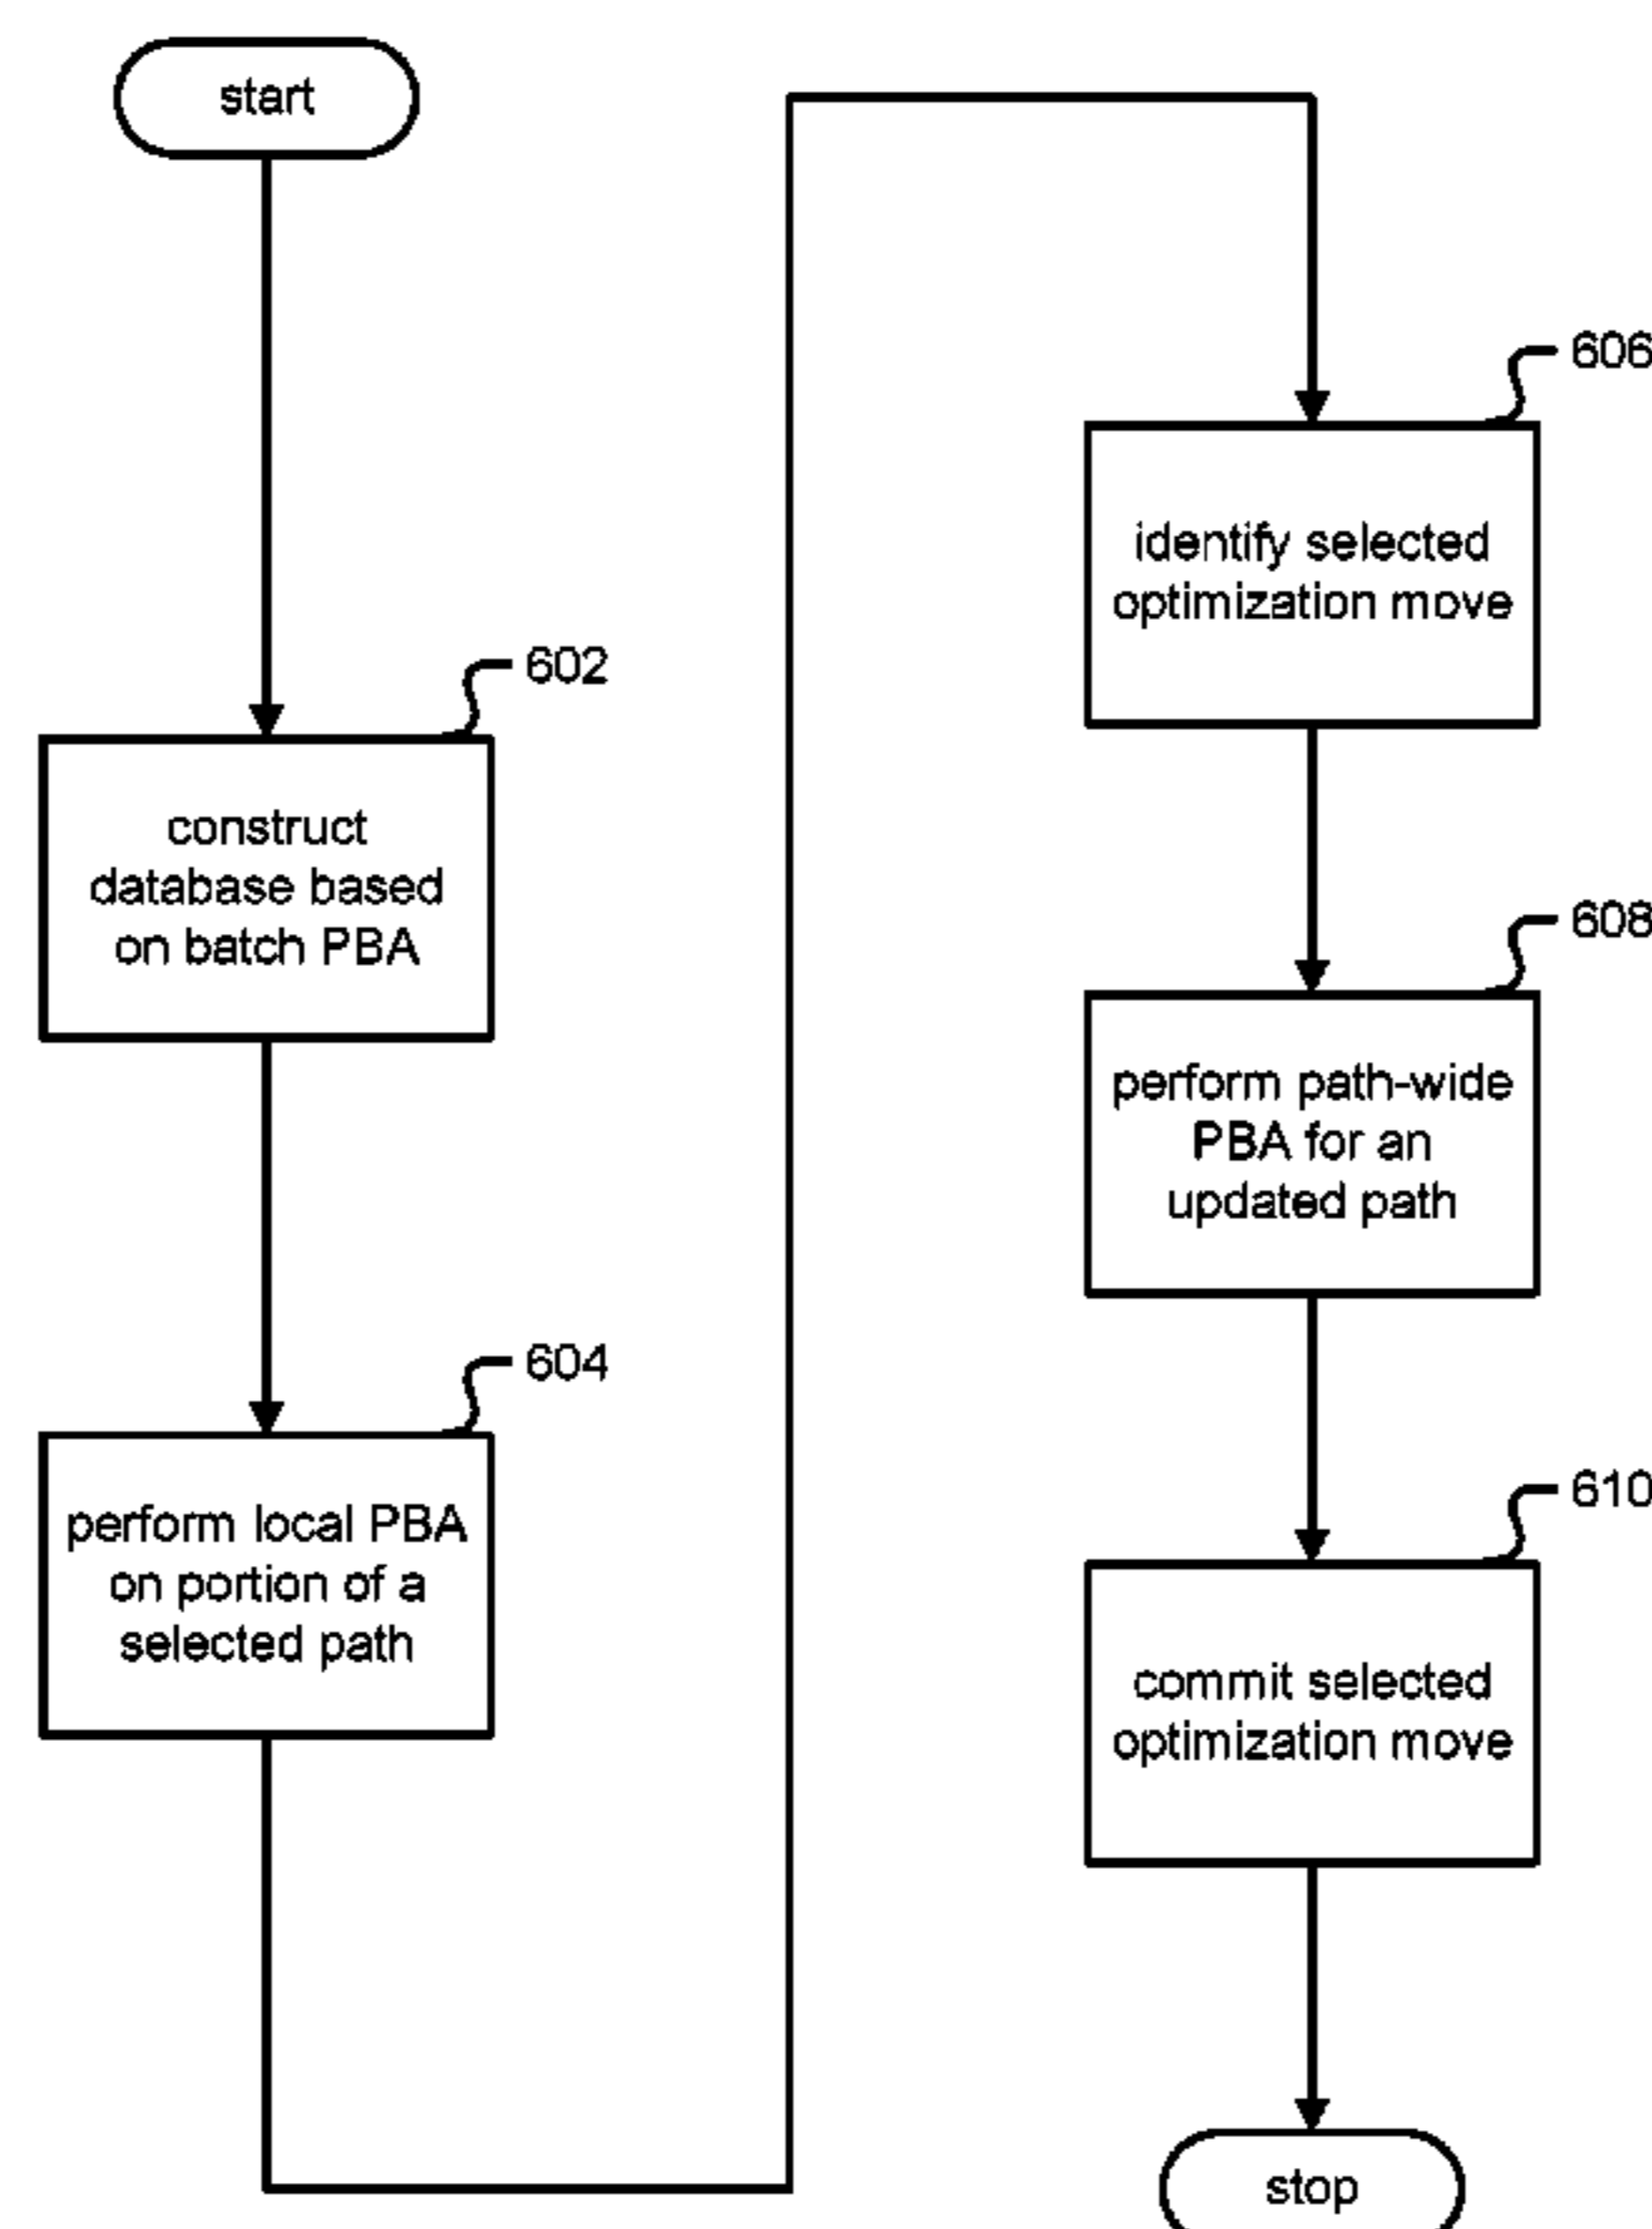 start
602
construct
database based
on batch PBA
604
perform local PBA
on portion of a
selected path
606
identify selected
optimization move
608
perform path-wide
PBA for an
updated path
610
commit selected
optimization move
stop